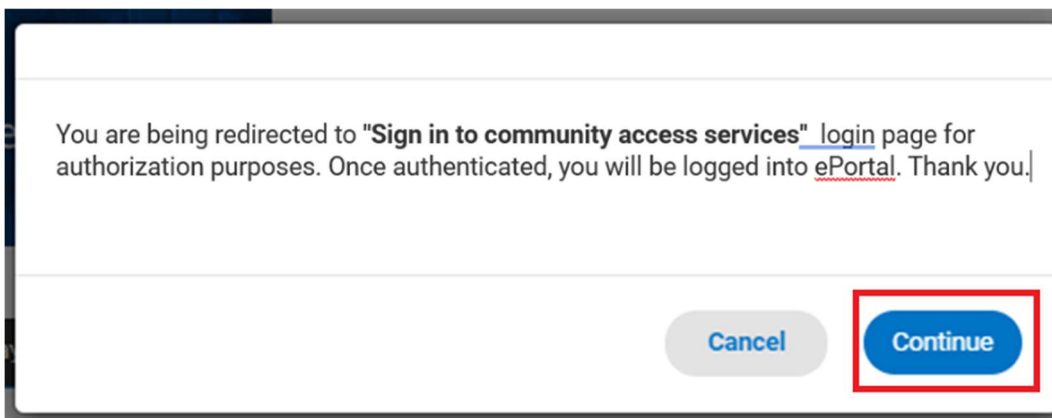 You are being redirected to "Sign in to community access services"  login page for
authorization purposes. Once authenticated, you will be logged into ePortal. Thank you.
Cancel
Continue